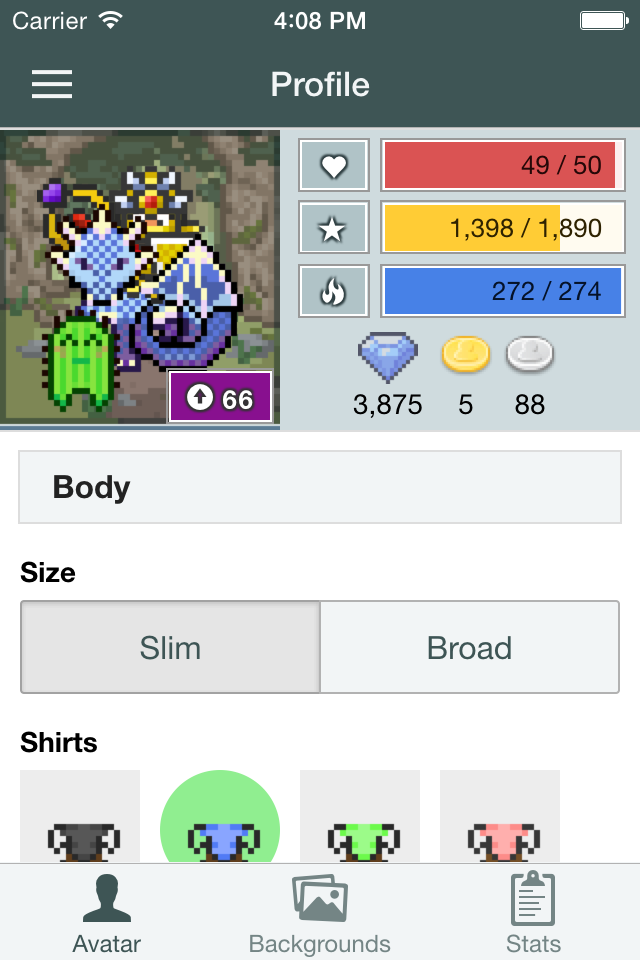 Carrier 4:08 PM
Profile
49 / 50
1,398 / 1,890
272 / 274
66
3,875 5 88
Body
Size
Slim Broad
Shirts
Avatar Backgrounds Stats